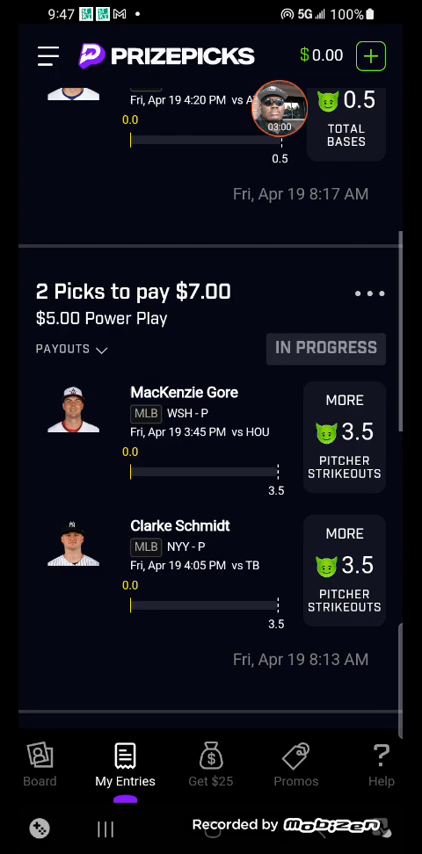 9:47
5G 100%
PRIZEPICKS
$ 0.00
Fri, Apr 19 4:20 PM vs A
0.5
TOTAL
BASES
03:00
0.0
0.5
Fri, Apr 19 8:17 AM
2 Picks to pay $7.00
$5.00 Power Play
PAYOUTS
IN PROGRESS
MacKenzie Gore
MLB WSH - P
Fri, Apr 19 3:45 PM vs HOU
0.0
3.5
MORE
3.5
PITCHER
STRIKEOUTS
Clarke Schmidt
MLB NYY - P
Fri, Apr 19 4:05 PM vs TB
0.0
3.5
MORE
3.5
PITCHER
STRIKEOUTS
Fri, Apr 19 8:13 AM
Board
My Entries
Get $25
Promos
Help
Recorded by Mobizen